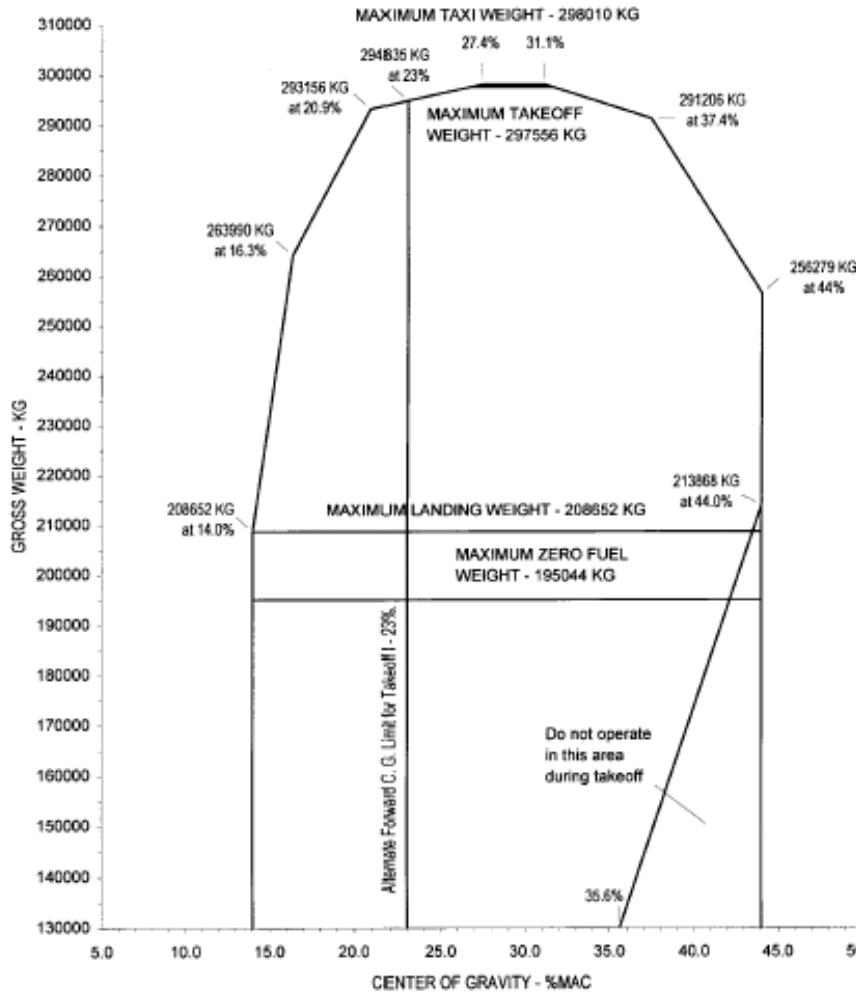 MAXIMUM TAXI WEIGHT - 298010 KG
27.4%
31.1%
294835 KG
at 23%
293156 KG
at 20.9%
MAXIMUM TAKEOFF
WEIGHT - 297556 KG
291206 KG
at 37.4%
263990 KG
at 16.3%
256279 KG
at 44%
208652 KG
at 14.0%
MAXIMUM LANDING WEIGHT - 208652 KG
213868 KG
at 44.0%
MAXIMUM ZERO FUEL
WEIGHT - 195044 KG
Alternate Forward C. G. Limit for Takeoff - 23%.
Do not operate
in this area
during takeoff
35.6%
GROSS WEIGHT - KG
310000
300000
290000
280000
270000
260000
250000
240000
230000
220000
210000
200000
190000
180000
170000
160000
150000
140000
130000
5.0
15.0
20.0
25.0
30.0
35.0
40.0
45.0
CENTER OF GRAVITY - %MAC